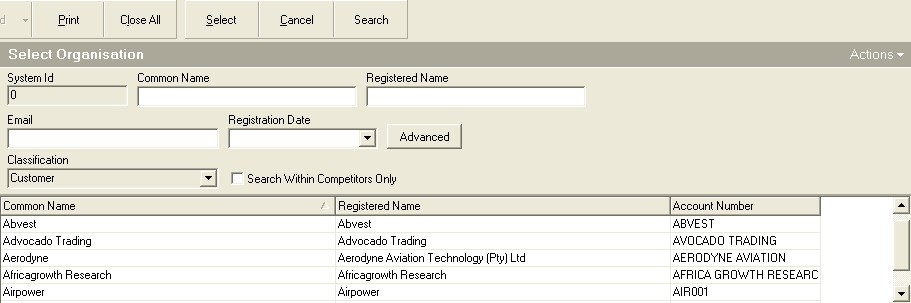 d Print Close All Select Cancel Search
Select Organisation Actions
System Id Common Name Registered Name
0
Email Registration Date
Advanced
Classification
Customer Search Within Competitors Only
Common Name Registered Name Account Number
Abvest Abvest ABVEST
Advocado Trading Advocado Trading AVOCADO TRADING
Aerodyne Aerodyne Aviation Technology (Pty) Ltd AERODYNE AVIATION
Africagrowth Research Africagrowth Research AFRICA GROWTH RESEARC
Airpower Airpower AIR001